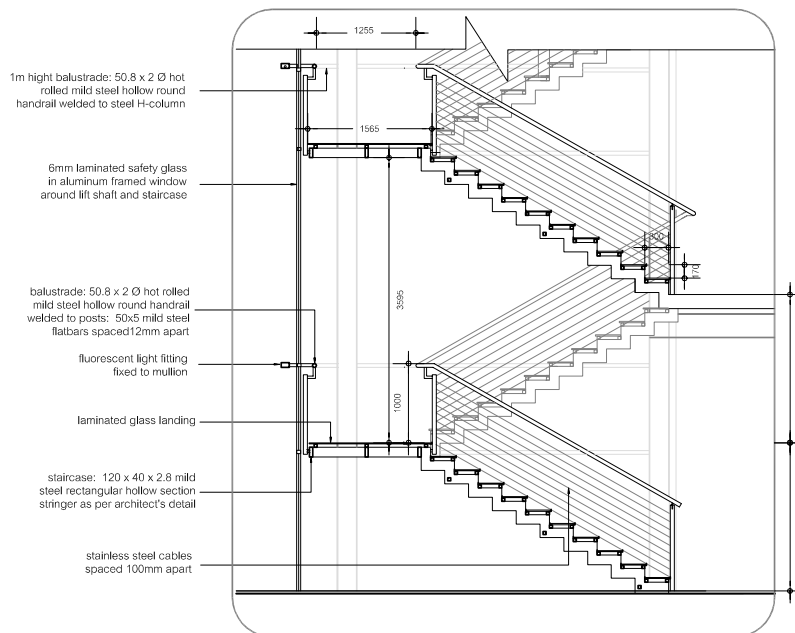 1255
1m hight balustrade: 50.8 x 2 Ø hot
rolled mild steel hollow round
handrail welded to steel H-column
1565
6mm laminated safety glass
in aluminum framed window
around lift shaft and staircase
300
170
balustrade: 50.8 x 2 Ø hot rolled
mild steel hollow round handrail
welded to posts: 50x5 mild steel
flatbars spaced12mm apart
3595
fluorescent light fitting
fixed to mullion
1000
laminated glass landing
staircase: 120 x 40 x 2.8 mild
steel rectangular hollow section
stringer as per architect's detail
stainless steel cables
spaced 100mm apart